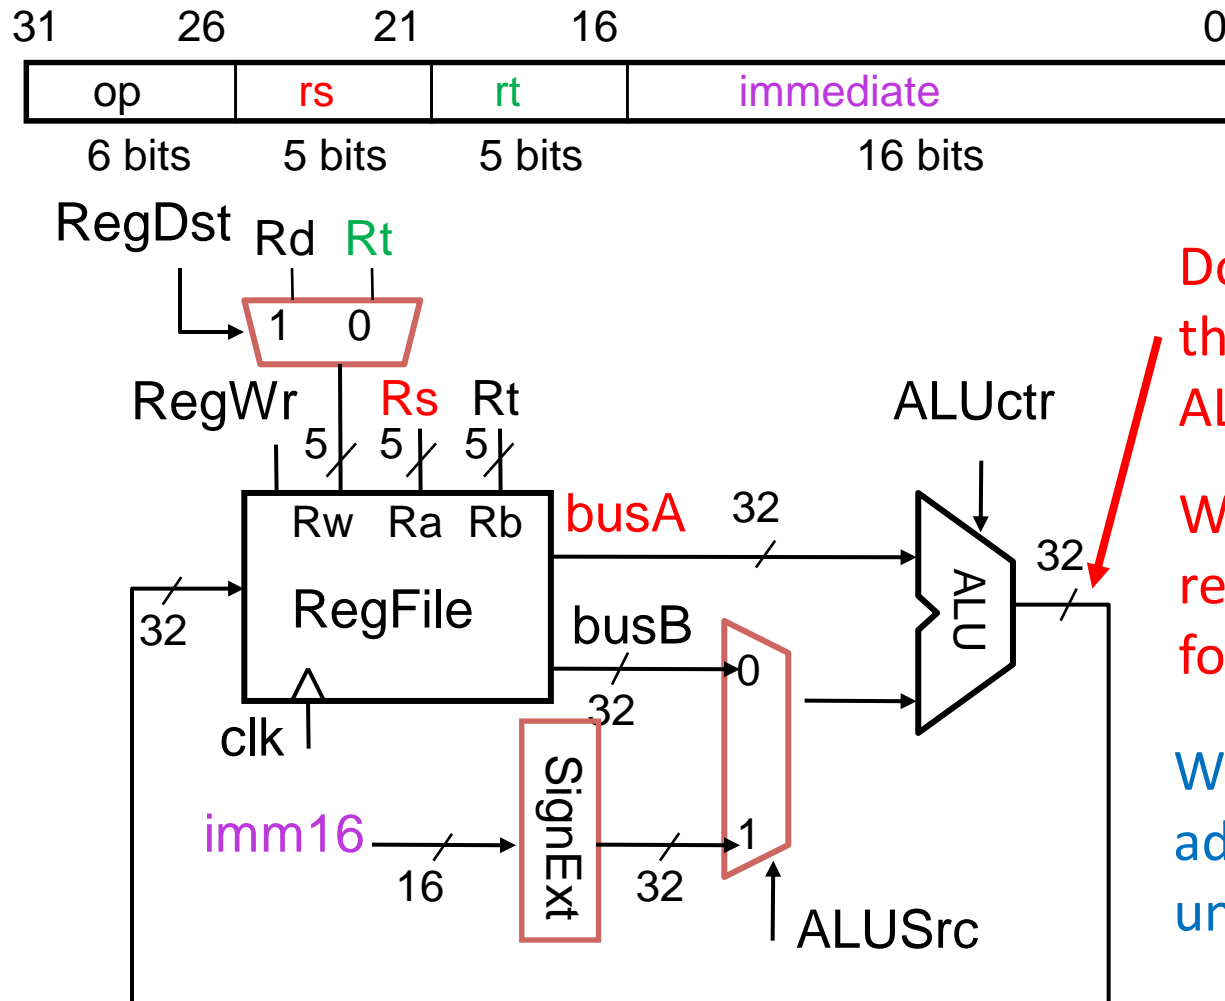 31 26 21 16 0
op rs rt immediate
6 bits 5 bits 5 bits 16 bits
RegDst Rd Rt
1 0
RegWr Rs Rt ALUctr
5 5 5
Rw Ra Rb busA 32
32
ALU
RegFile busB
32
0
32
clk
SignExt
imm16 1
16 32
ALUSrc